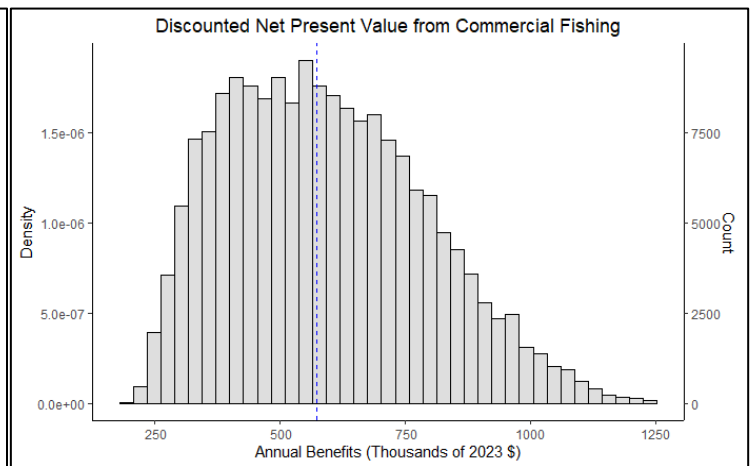 Discounted Net Present Value from Commercial Fishing
Density
1.5e-06
1.0e-06
5.0e-07
0.0e+00
7500
5000
2500
0
Count
250 500 750 1000 1250
Annual Benefits (Thousands of 2023 $)